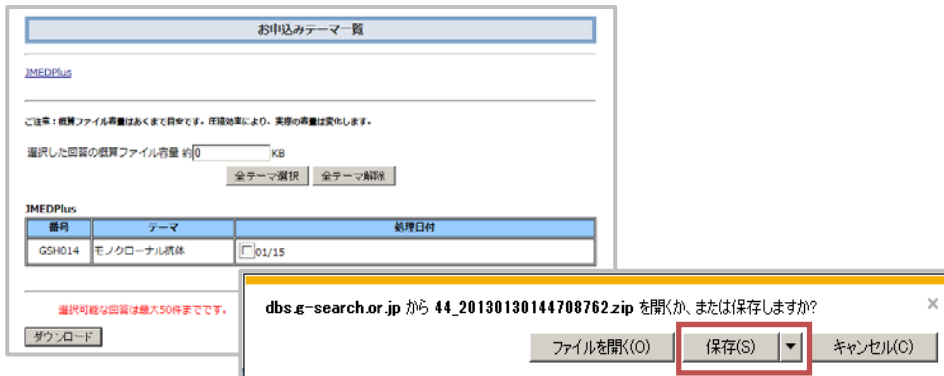 お申込みテーマ一覧
JMEDPlus
ご注意：概算ファイル容量はあくまで目安です。圧縮効率により、実際の容量は変化します。
選択した回答の概算ファイル容量 約0 KB
全テーマ選択 全テーマ解除
JMEDPlus
番号 テーマ 処理日付
GSH014 モノクローナル抗体 01/15
選択可能な回答は最大50件までです。
ダウンロード
dbs.g-search.or.jp から 44_20130130144708762.zip を開くか、または保存しますか?
ファイルを開く(O) 保存(S) キャンセル(C)